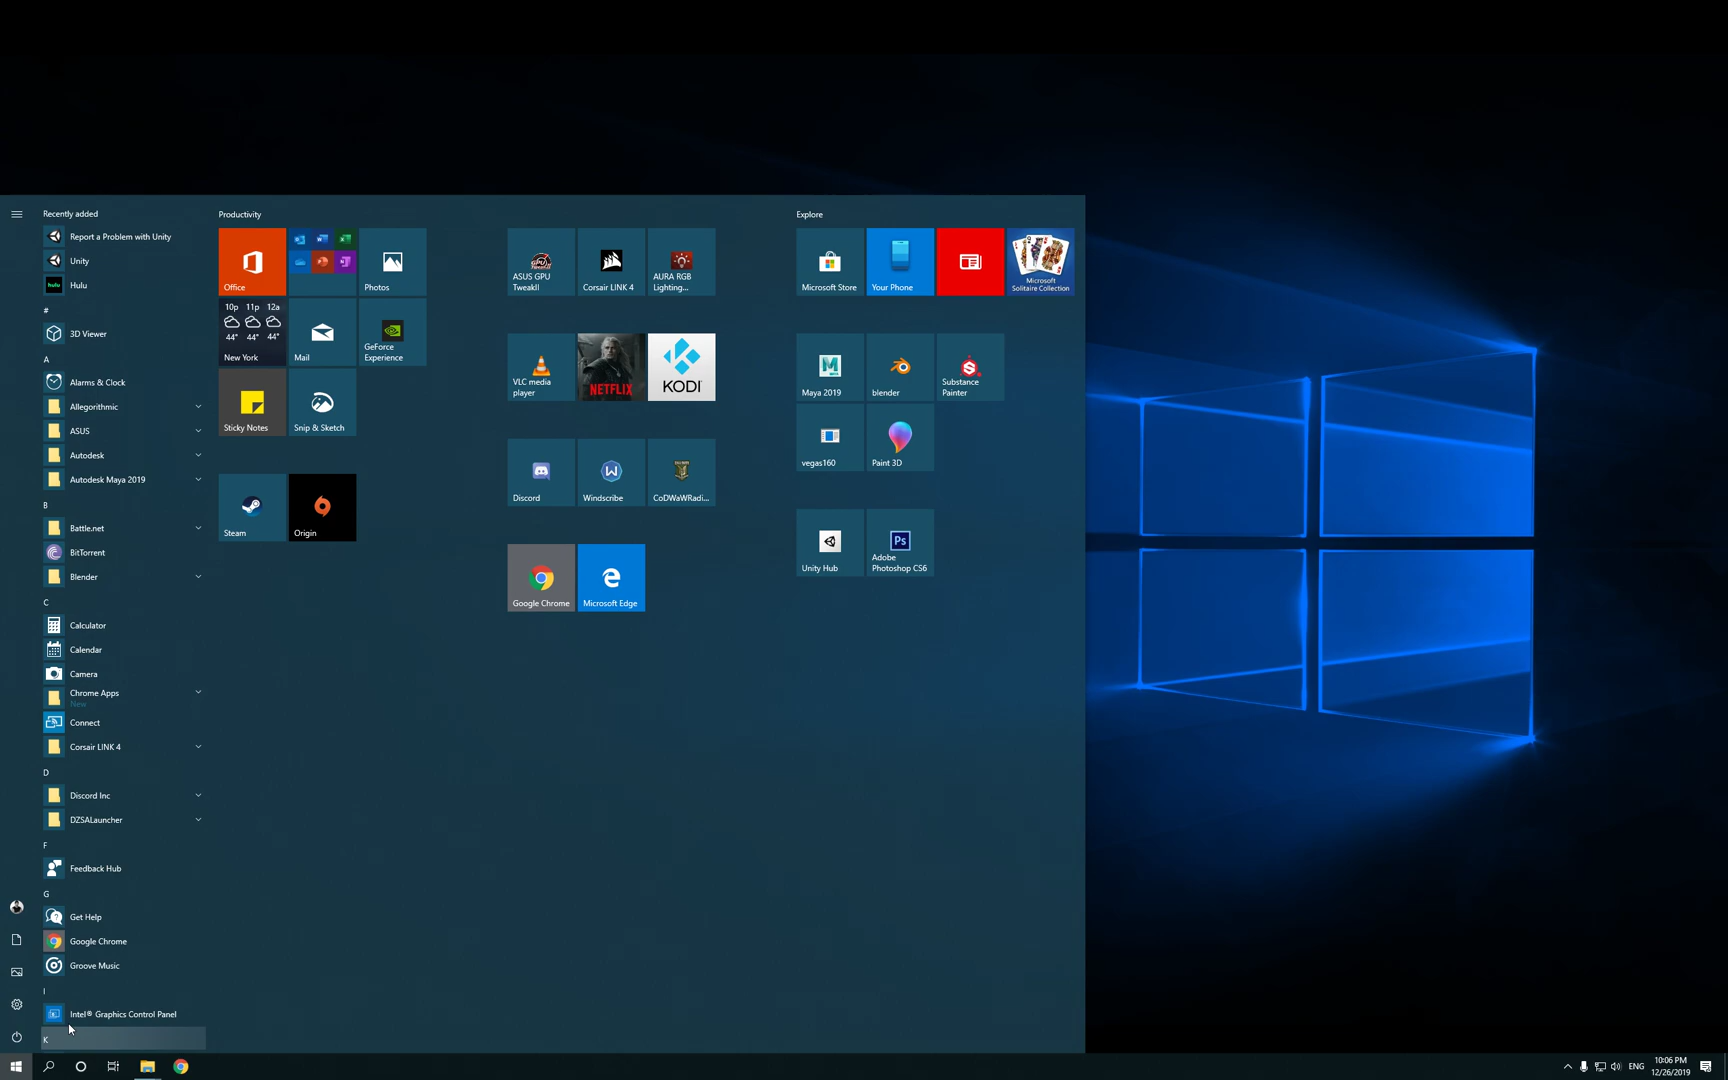 Recently added
Report a Problem with Unity
Unity
hulu
Hulu
#
3D Viewer
A
Alarms & Clock
Allegorithmic
ASUS
Autodesk
Autodesk Maya 2019
B
Battle.net
BitTorrent
Blender
C
Calculator
Calendar
Camera
Chrome Apps
New
Connect
Corsair LINK 4
D
Discord Inc
DZSALauncher
F
Feedback Hub
G
Get Help
Google Chrome
Groove Music
I
Intel® Graphics Control Panel
K
Productivity
Office
Photos
10p 11p 12a
44° 44° 44°
New York
Mail
GeForce
Experience
Sticky Notes
Snip & Sketch
Steam
Origin
ASUS GPU
TweakII
Corsair LINK 4
AURA RGB
Lighting...
VLC media
player
NETFLIX
KODI
Discord
Windscribe
CoDWaWRadi...
Google Chrome
Microsoft Edge
Explore
Microsoft Store
Your Phone
Microsoft
Solitaire Collection
M
Maya 2019
blender
Substance
Painter
vegas160
Paint 3D
Unity Hub
Ps
Adobe
Photoshop CS6
ENG
10:06 PM
12/26/2019